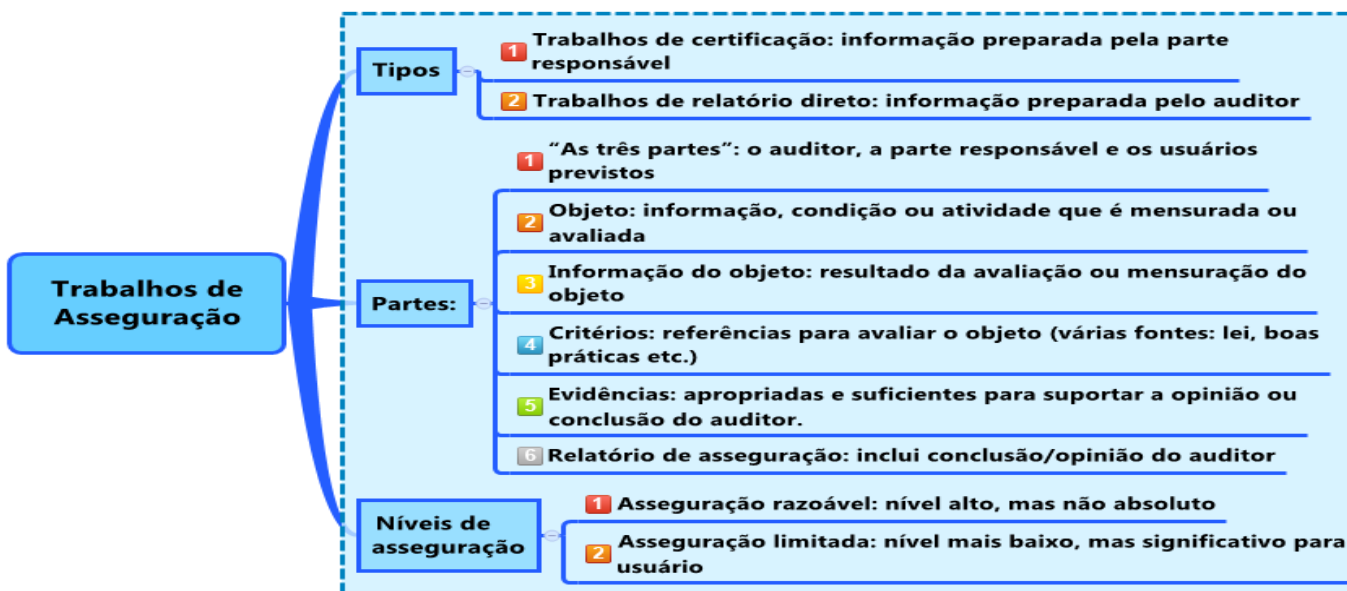 Trabalhos de
Asseguração
Tipos
1 Trabalhos de certificação: informação preparada pela parte
responsável
2 Trabalhos de relatório direto: informação preparada pelo auditor
Partes:
1 “As três partes”: o auditor, a parte responsável e os usuários
previstos
2 Objeto: informação, condição ou atividade que é mensurada ou
avaliada
3 Informação do objeto: resultado da avaliação ou mensuração do
objeto
4 Critérios: referências para avaliar o objeto (várias fontes: lei, boas
práticas etc.)
5 Evidências: apropriadas e suficientes para suportar a opinião ou
conclusão do auditor.
6 Relatório de asseguração: inclui conclusão/opinião do auditor
Níveis de
asseguração
1 Asseguração razoável: nível alto, mas não absoluto
2 Asseguração limitada: nível mais baixo, mas significativo para
usuário